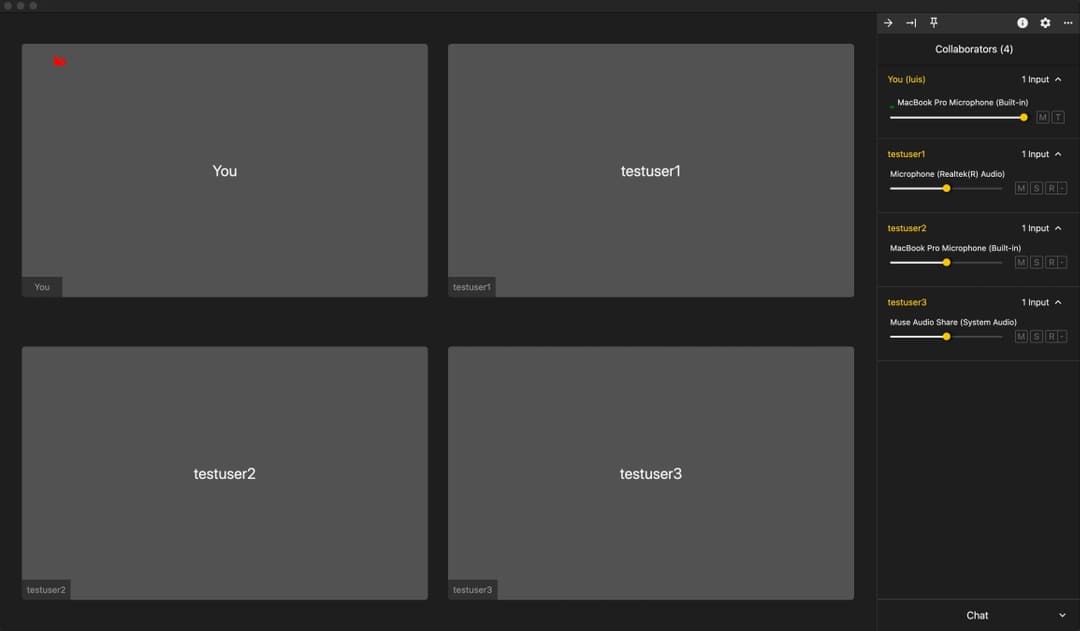 You
You
testuser1
testuser1
testuser2
testuser2
testuser3
testuser3
Collaborators (4)
You (luis) 1 Input
MacBook Pro Microphone (Built-in)
M T
testuser1 1 Input
Microphone (Realtek(R) Audio)
M S R -
testuser2 1 Input
MacBook Pro Microphone (Built-in)
M S R -
testuser3 1 Input
Muse Audio Share (System Audio)
M S R -
Chat